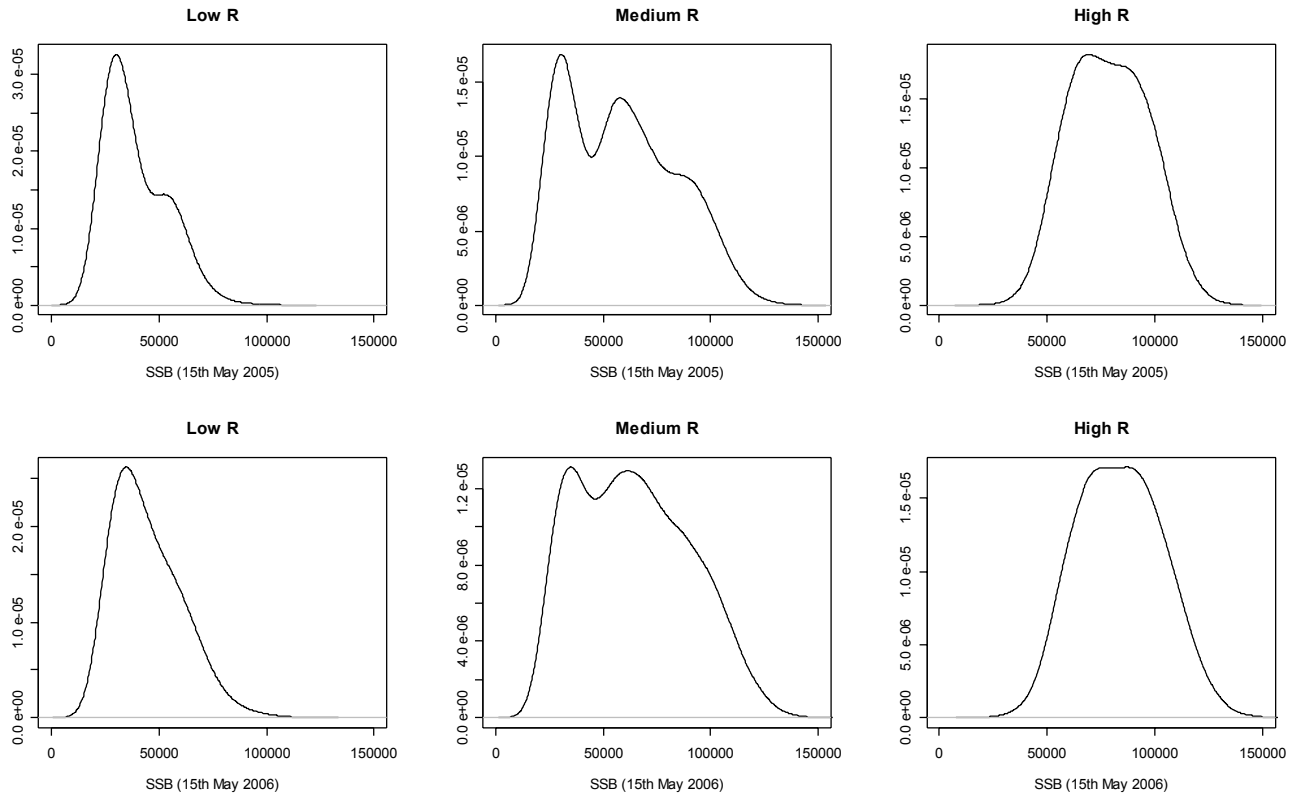 Low R
Medium R
High R
0.0 e+00
1.0 e-05
2.0 e-05
3.0 e-05
0
50000
100000
150000
SSB (15th May 2005)
0.0 e+00
5.0 e-06
1.0 e-05
1.5 e-05
0
50000
100000
150000
SSB (15th May 2005)
0.0 e+00
5.0 e-06
1.0 e-05
1.5 e-05
0
50000
100000
150000
SSB (15th May 2005)
Low R
Medium R
High R
0.0 e+00
1.0 e-05
2.0 e-05
0
50000
100000
150000
SSB (15th May 2006)
0.0 e+00
4.0 e-06
8.0 e-06
1.2 e-05
0
50000
100000
150000
SSB (15th May 2006)
0.0 e+00
5.0 e-06
1.0 e-05
1.5 e-05
0
50000
100000
150000
SSB (15th May 2006)